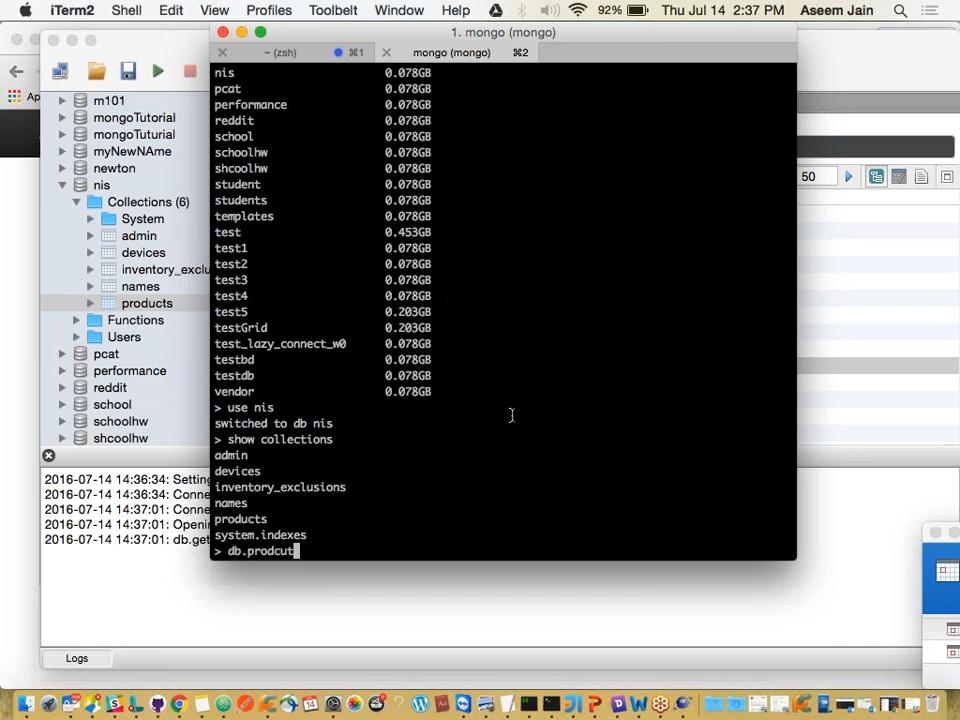 iTerm2 Shell Edit View Profiles Toolbelt Window Help 92% Thu Jul 14 2:37 PM Aseem Jain
1. mongo (mongo)
~ (zsh) ⌘1 mongo (mongo) ⌘2
nis 0.078GB
pcat 0.078GB
performance 0.078GB
reddit 0.078GB
school 0.078GB
schoolhw 0.078GB
shcoolhw 0.078GB
student 0.078GB
students 0.078GB
templates 0.078GB
test 0.453GB
test1 0.078GB
test2 0.078GB
test3 0.078GB
test4 0.078GB
test5 0.203GB
testGrid 0.203GB
test_lazy_connect_w0 0.078GB
testbd 0.078GB
testdb 0.078GB
vendor 0.078GB
> use nis
switched to db nis
> show collections
admin
devices
inventory_exclusions
names
products
system.indexes
> db.prodcut
Ap
m101
mongoTutorial
mongoTuturial
myNewNAme
newton
nis
Collections (6)
System
admin
devices
inventory_exclu
names
products
Functions
Users
pcat
performance
reddit
school
schoolhw
shcoolhw
50
2016-07-14 14:36:34: Setting
2016-07-14 14:36:34: Conne
2016-07-14 14:37:01: Conne
2016-07-14 14:37:01: Openin
2016-07-14 14:37:01: db.get
Logs